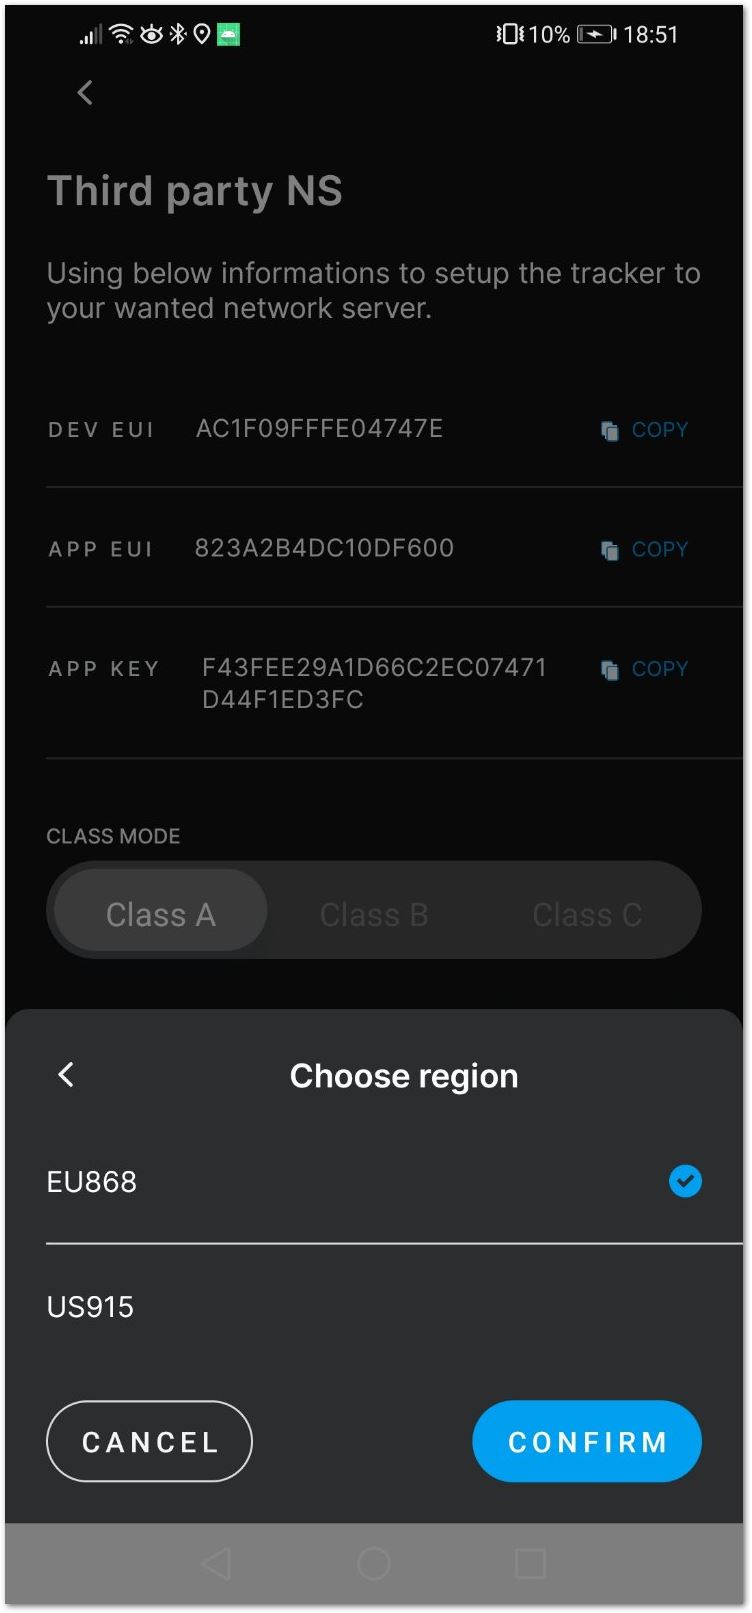 10% 18:51
Third party NS
Using below informations to setup the tracker to
your wanted network server.
DEV EUI AC1F09FFFE04747E COPY
APP EUI 823A2B4DC10DF600 COPY
APP KEY F43FEE29A1D66C2EC07471 COPY
D44F1ED3FC
CLASS MODE
Class A Class B Class C
Choose region
EU868
US915
CANCEL CONFIRM